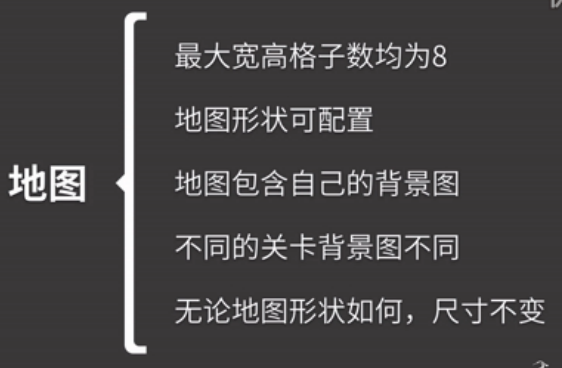 最大宽高格子数均为8
地图形状可配置
地图
地图包含自己的背景图
不同的关卡背景图不同
无论地图形状如何，尺寸不变